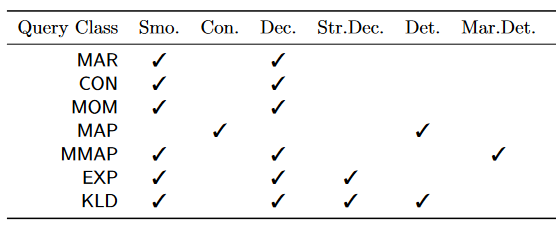 Query Class Smo. Con. Dec. Str.Dec. Det. Mar.Det.
MAR ✓ ✓
CON ✓ ✓
MOM ✓ ✓
MAP ✓ ✓
MMAP ✓ ✓ ✓
EXP ✓ ✓ ✓
KLD ✓ ✓ ✓ ✓